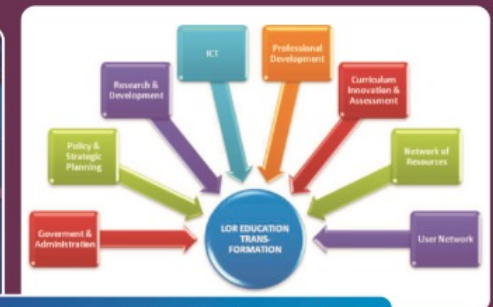 ICT
Professional
Development
Research &
Development
Curriculum
Innovation &
Assessment
Policy &
Strategic
Planning
Network of
Resources
Goverment &
Administration
LOR EDUCATION
TRANS-
FORMATION
User Network